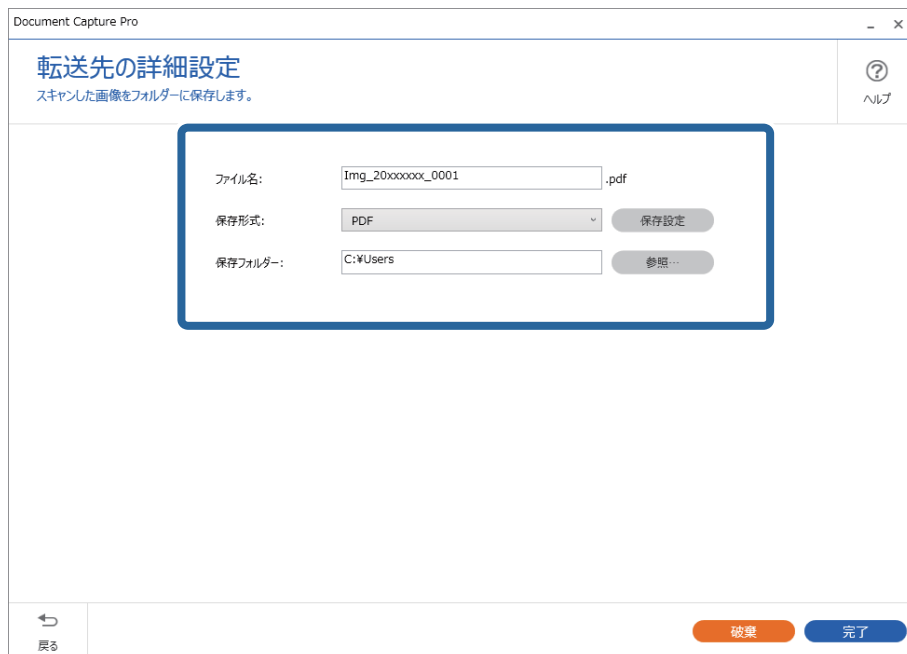 Document Capture Pro
転送先の詳細設定
スキャンした画像をフォルダーに保存します。
ヘルプ
ファイル名: Img_20xxxxxx_0001 .pdf
保存形式: PDF 保存設定
保存フォルダー: C:¥Users 参照…
戻る 破棄 完了